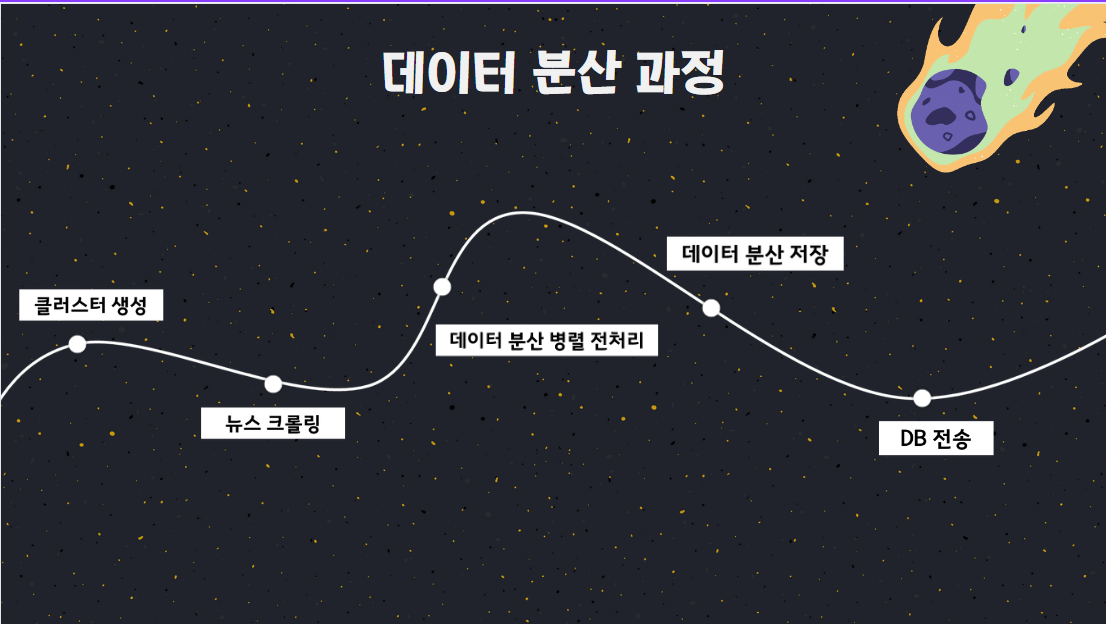 데이터 분산 과정
클러스터 생성
뉴스 크롤링
데이터 분산 병렬 전처리
데이터 분산 저장
DB 전송